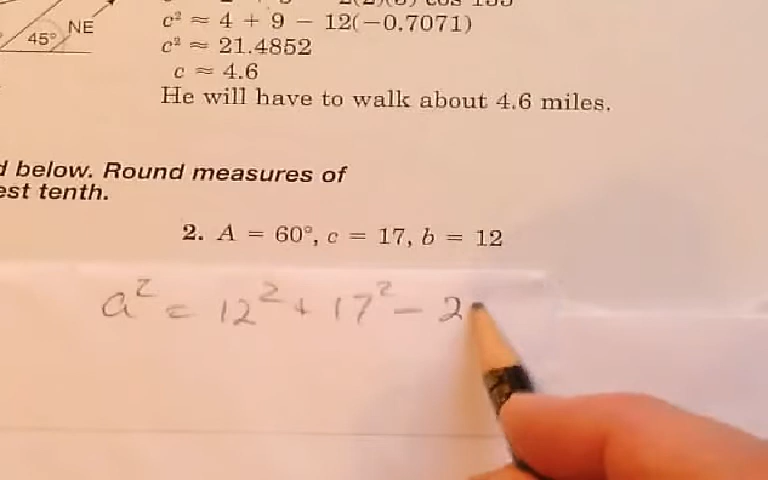 45° NE
c² ≈ 4 + 9 − 12(−0.7071)
c² ≈ 21.4852
c ≈ 4.6
He will have to walk about 4.6 miles.
below. Round measures of
tenth.
2. A = 60°, c = 17, b = 12
a² = 12² + 17² − 2